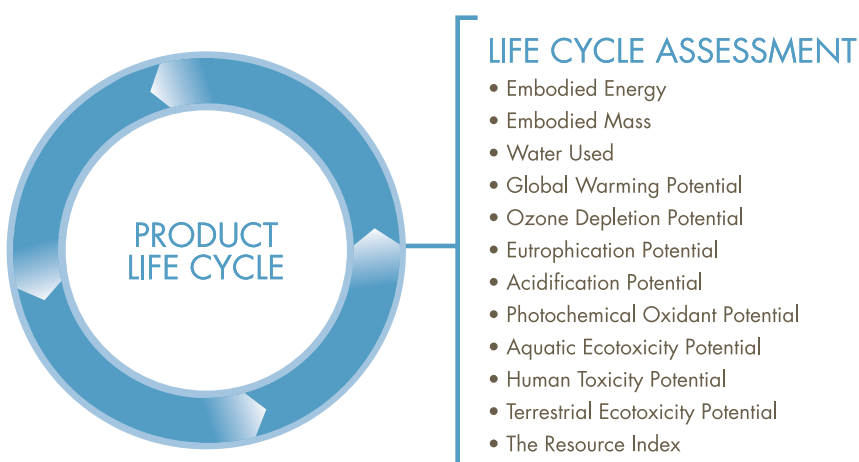 PRODUCT
LIFE CYCLE
LIFE CYCLE ASSESSMENT
• Embodied Energy
• Embodied Mass
• Water Used
• Global Warming Potential
• Ozone Depletion Potential
• Eutrophication Potential
• Acidification Potential
• Photochemical Oxidant Potential
• Aquatic Ecotoxicity Potential
• Human Toxicity Potential
• Terrestrial Ecotoxicity Potential
• The Resource Index